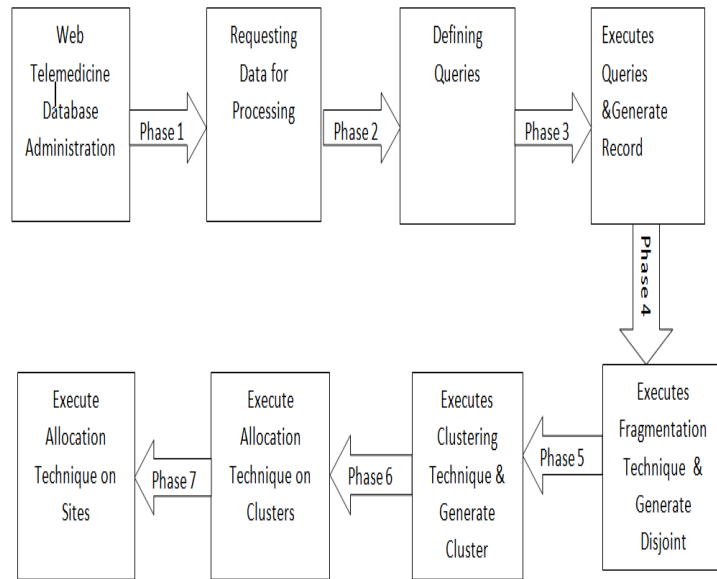 Web
Telemedicine
Database
Administration
Phase 1
Requesting
Data for
Processing
Phase 2
Defining
Queries
Phase 3
Executes
Queries
&Generate
Record
Phase 4
Executes
Fragmentation
Technique &
Generate
Disjoint
Phase 5
Executes
Clustering
Technique &
Generate
Cluster
Phase 6
Execute
Allocation
Technique on
Clusters
Phase 7
Execute
Allocation
Technique on
Sites